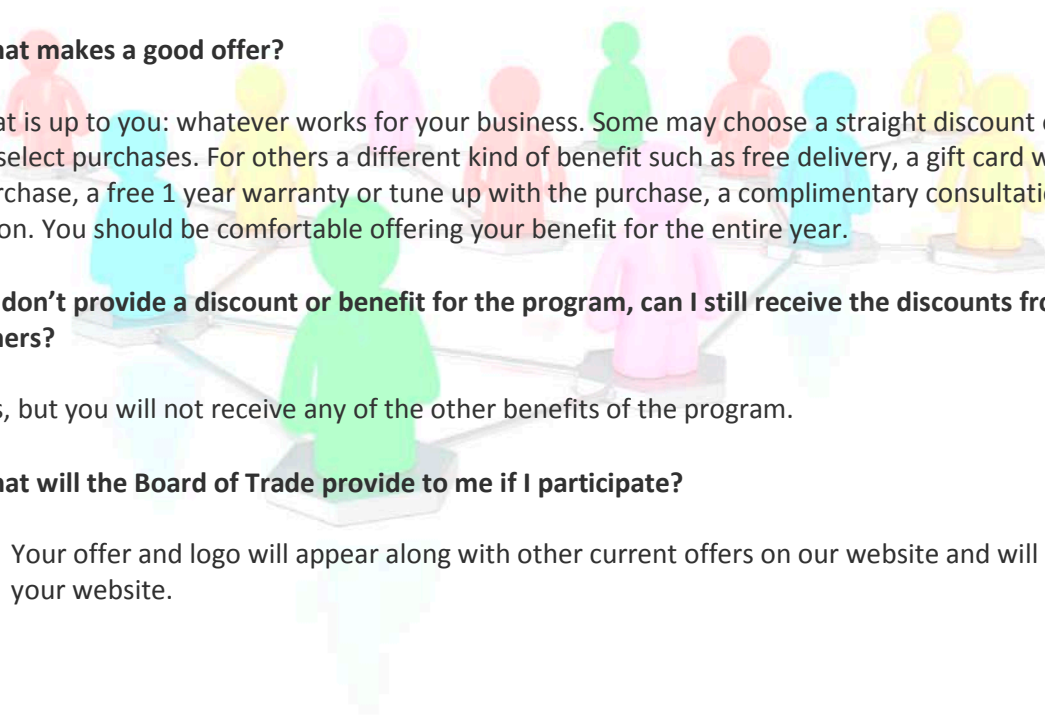 hat makes a good offer?
at is up to you: whatever works for your business. Some may choose a straight discount
select purchases. For others a different kind of benefit such as free delivery, a gift card w
rchase, a free 1 year warranty or tune up with the purchase, a complimentary consultati
on. You should be comfortable offering your benefit for the entire year.
don’t provide a discount or benefit for the program, can I still receive the discounts fro
hers?
s, but you will not receive any of the other benefits of the program.
hat will the Board of Trade provide to me if I participate?
Your offer and logo will appear along with other current offers on our website and will
your website.